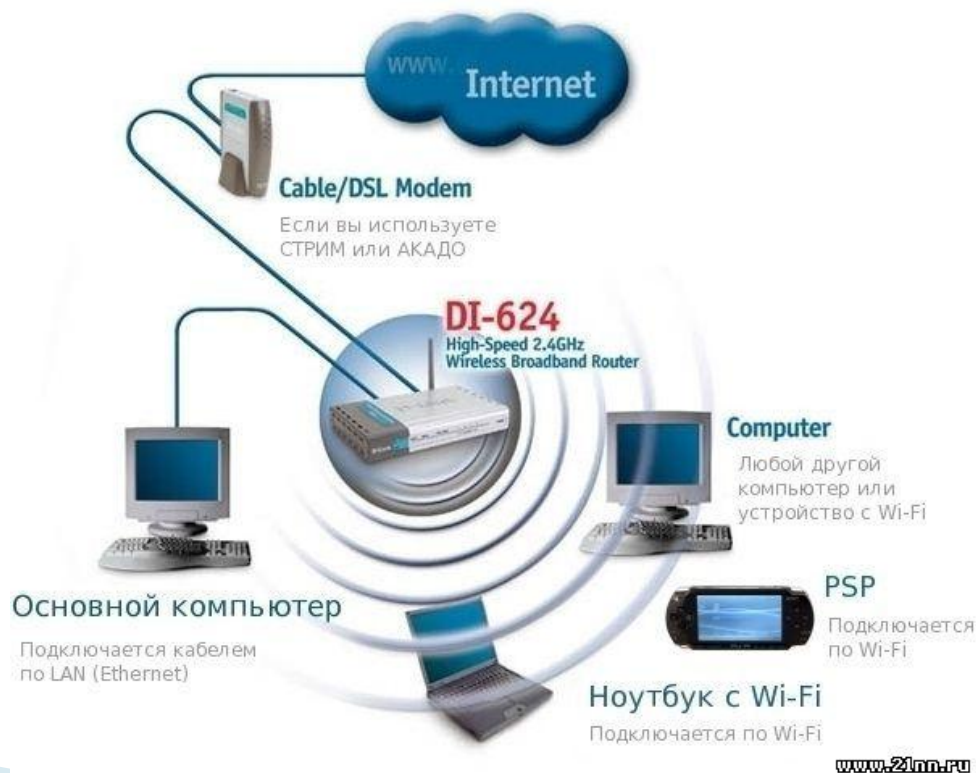 www.
Internet
Cable/DSL Modem
Если вы используете
СТРИМ или АКАДО
DI-624
High-Speed 2.4GHz
Wireless Broadband Router
Computer
Любой другой
компьютер или
устройство с Wi-Fi
Основной компьютер
Подключается кабелем
по LAN (Ethernet)
PSP
Подключается
по Wi-Fi
Ноутбук с Wi-Fi
Подключается по Wi-Fi
www.21nn.ru